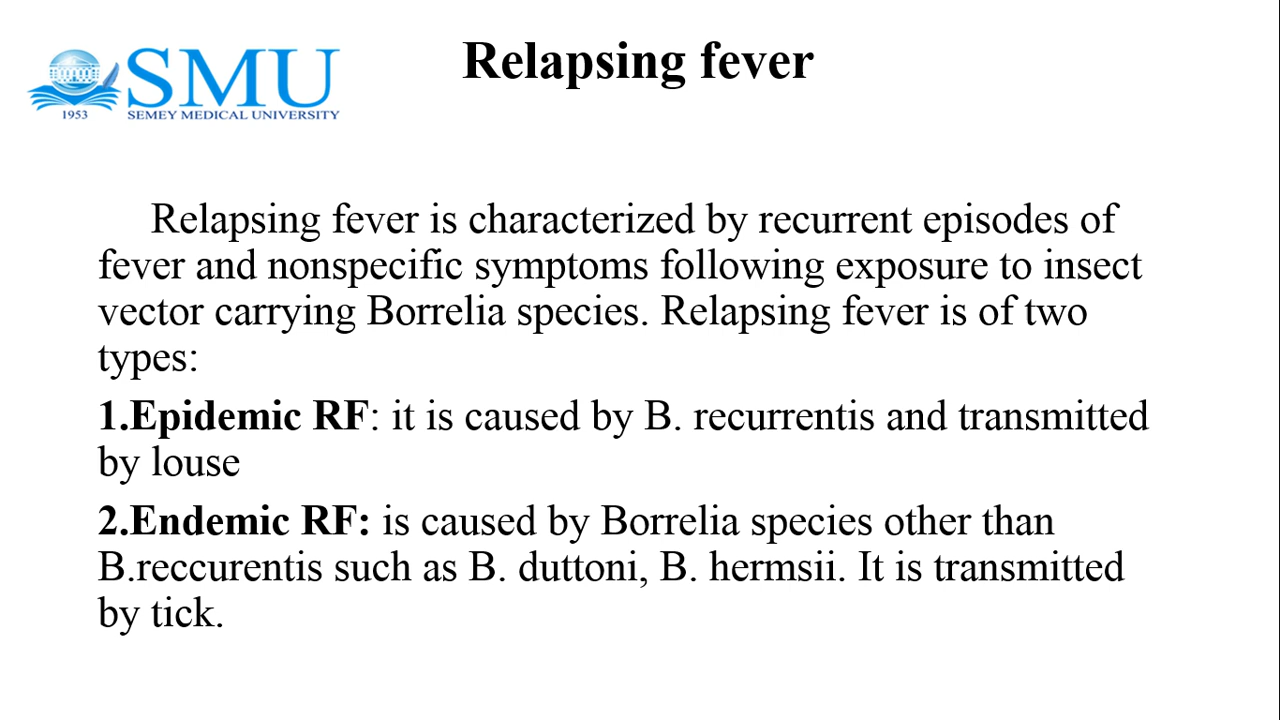 SMU
1953
SEMEY MEDICAL UNIVERSITY
Relapsing fever
Relapsing fever is characterized by recurrent episodes of
fever and nonspecific symptoms following exposure to insect
vector carrying Borrelia species. Relapsing fever is of two
types:
1.Epidemic RF: it is caused by B. recurrentis and transmitted
by louse
2.Endemic RF: is caused by Borrelia species other than
B.reccurentis such as B. duttoni, B. hermsii. It is transmitted
by tick.